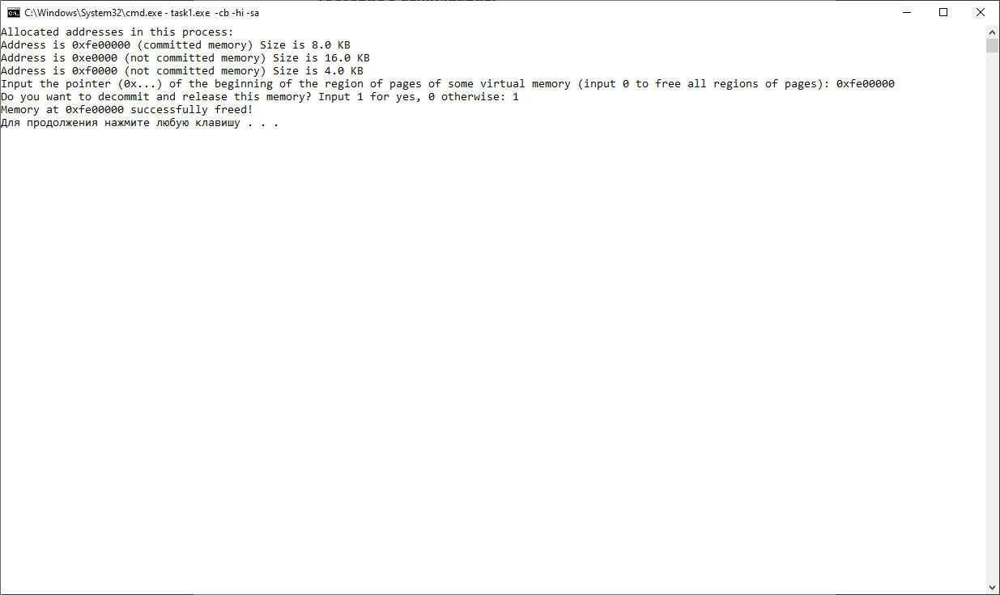 C:\Windows\System32\cmd.exe - task1.exe -cb -hi -sa
Allocated addresses in this process:
Address is 0xfe00000 (committed memory) Size is 8.0 KB
Address is 0xe0000 (not committed memory) Size is 16.0 KB
Address is 0xf0000 (not committed memory) Size is 4.0 KB
Input the pointer (0x...) of the beginning of the region of pages of some virtual memory (input 0 to free all regions of pages): 0xfe00000
Do you want to decommit and release this memory? Input 1 for yes, 0 otherwise: 1
Memory at 0xfe00000 successfully freed!
Для продолжения нажмите любую клавишу . . .